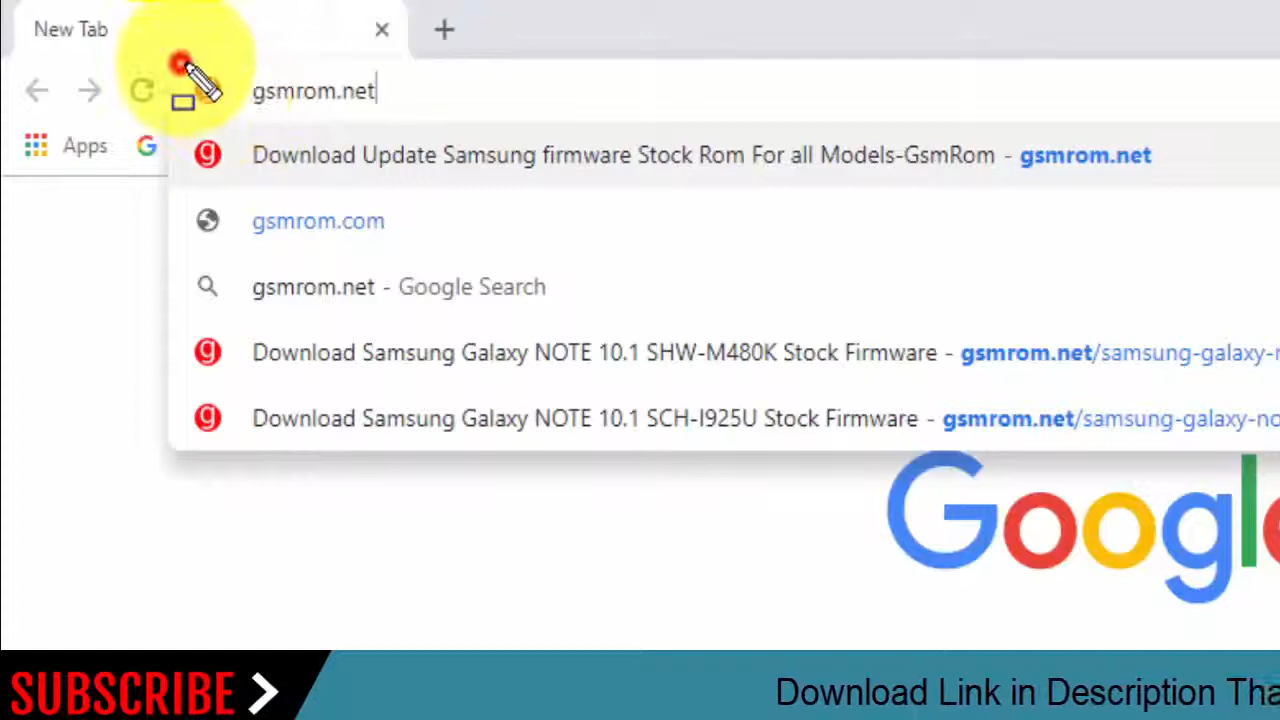 New Tab
gsmrom.net
Apps
Download Update Samsung firmware Stock Rom For all Models-GsmRom - gsmrom.net
gsmrom.com
gsmrom.net - Google Search
Download Samsung Galaxy NOTE 10.1 SHW-M480K Stock Firmware - gsmrom.net/samsung-galaxy-n
Download Samsung Galaxy NOTE 10.1 SCH-I925U Stock Firmware - gsmrom.net/samsung-galaxy-no
Googl
SUBSCRIBE
Download Link in Description Tha